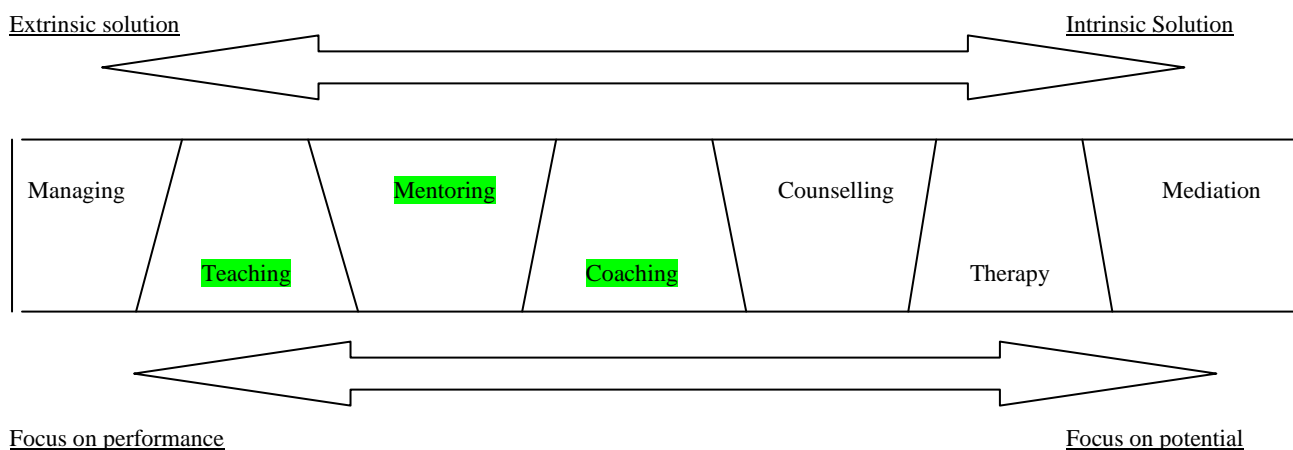 Extrinsic solution
Intrinsic Solution
Managing
Mentoring
Counselling
Mediation
Teaching
Coaching
Therapy
Focus on performance
Focus on potential